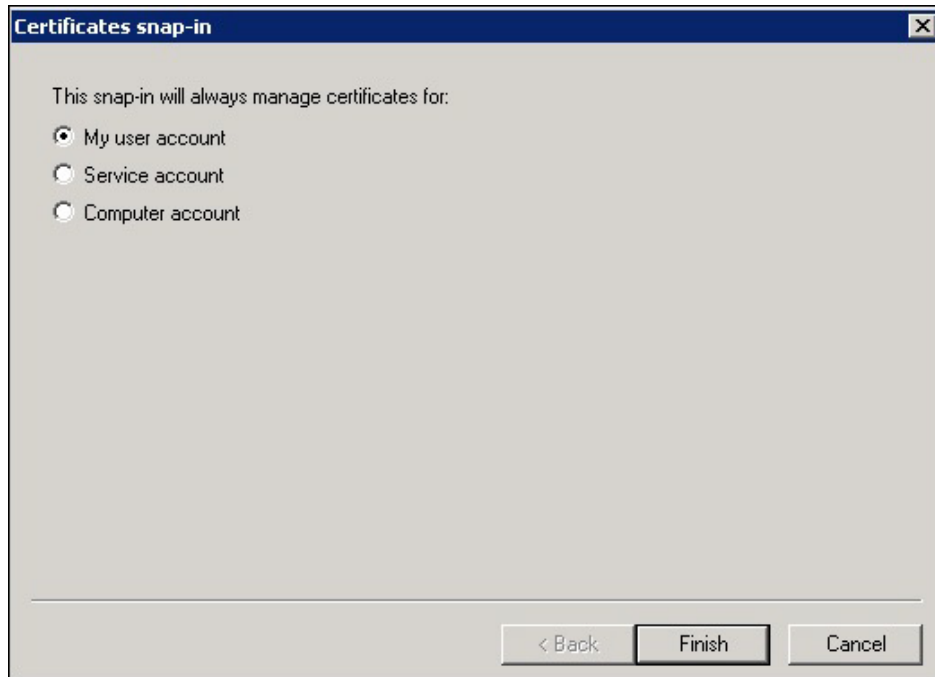 Certificates snap-in
This snap-in will always manage certificates for:
My user account
Service account
Computer account
< Back
Finish
Cancel